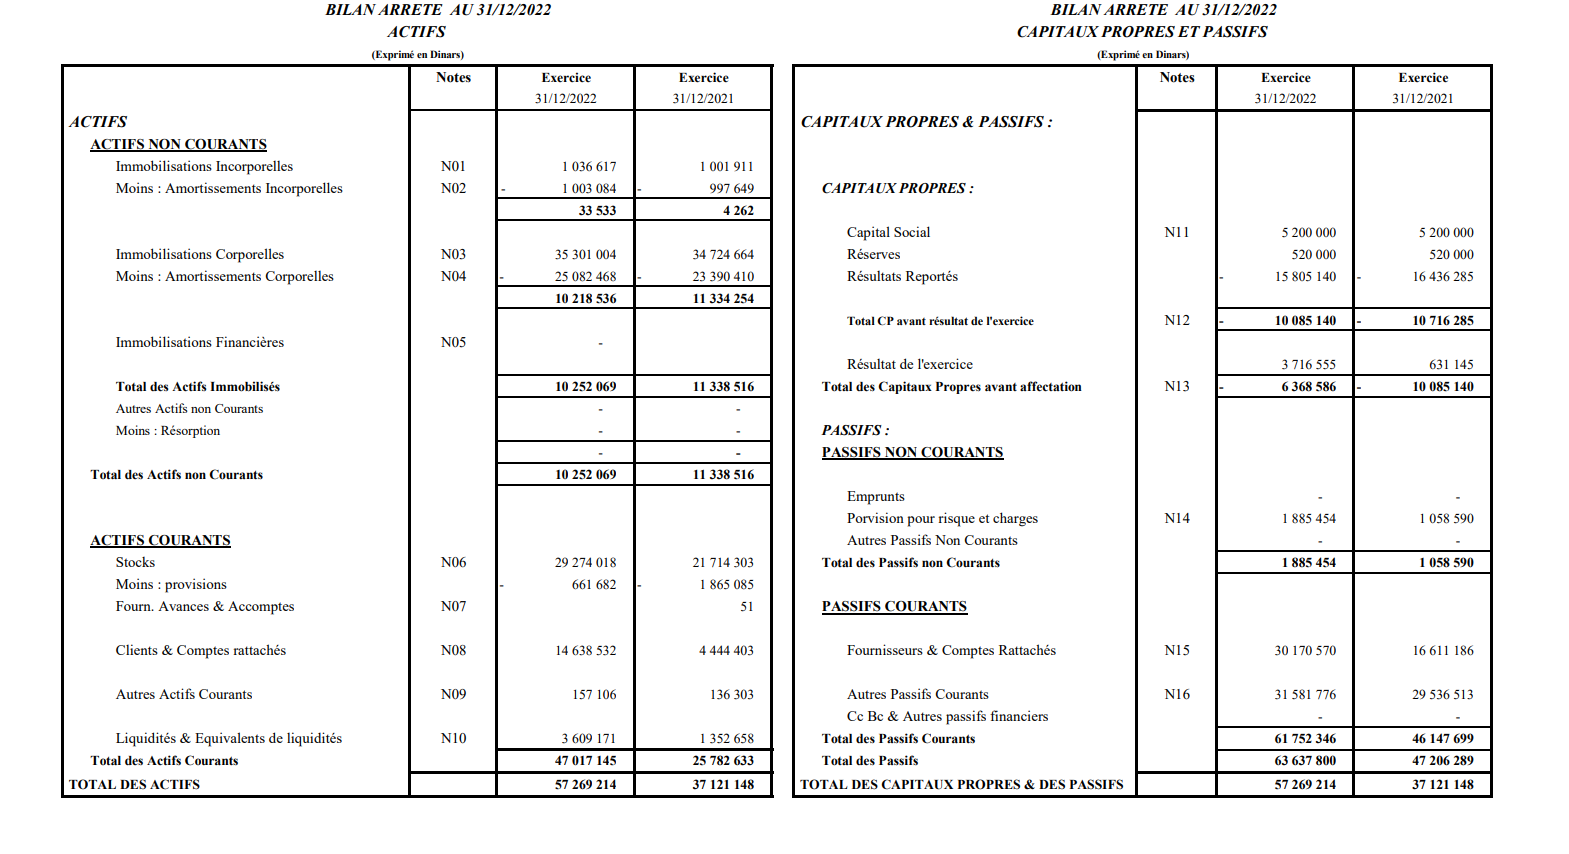 BILAN ARRETE AU 31/12/2022
ACTIFS
(Exprimé en Dinars)
Notes Exercice Exercice
31/12/2022 31/12/2021
ACTIFS
ACTIFS NON COURANTS
Immobilisations Incorporelles N01 1 036 617 1 001 911
Moins : Amortissements Incorporelles N02 - 1 003 084 - 997 649
33 533 4 262
Immobilisations Corporelles N03 35 301 004 34 724 664
Moins : Amortissements Corporelles N04 - 25 082 468 - 23 390 410
10 218 536 11 334 254
Immobilisations Financières N05 -
Total des Actifs Immobilisés 10 252 069 11 338 516
Autres Actifs non Courants - -
Moins : Résorption - -
- -
Total des Actifs non Courants 10 252 069 11 338 516
ACTIFS COURANTS
Stocks N06 29 274 018 21 714 303
Moins : provisions - 661 682 - 1 865 085
Fourn. Avances & Accomptes N07 51
Clients & Comptes rattachés N08 14 638 532 4 444 403
Autres Actifs Courants N09 157 106 136 303
Liquidités & Equivalents de liquidités N10 3 609 171 1 352 658
Total des Actifs Courants 47 017 145 25 782 633
TOTAL DES ACTIFS 57 269 214 37 121 148
BILAN ARRETE AU 31/12/2022
CAPITAUX PROPRES ET PASSIFS
(Exprimé en Dinars)
Notes Exercice Exercice
31/12/2022 31/12/2021
CAPITAUX PROPRES & PASSIFS :
CAPITAUX PROPRES :
Capital Social N11 5 200 000 5 200 000
Réserves 520 000 520 000
Résultats Reportés - 15 805 140 - 16 436 285
Total CP avant résultat de l'exercice N12 - 10 085 140 - 10 716 285
Résultat de l'exercice 3 716 555 631 145
Total des Capitaux Propres avant affectation N13 - 6 368 586 - 10 085 140
PASSIFS :
PASSIFS NON COURANTS
Emprunts - -
Porvision pour risque et charges N14 1 885 454 1 058 590
Autres Passifs Non Courants - -
Total des Passifs non Courants 1 885 454 1 058 590
PASSIFS COURANTS
Fournisseurs & Comptes Rattachés N15 30 170 570 16 611 186
Autres Passifs Courants N16 31 581 776 29 536 513
Cc Bc & Autres passifs financiers - -
Total des Passifs Courants 61 752 346 46 147 699
Total des Passifs 63 637 800 47 206 289
TOTAL DES CAPITAUX PROPRES & DES PASSIFS 57 269 214 37 121 148